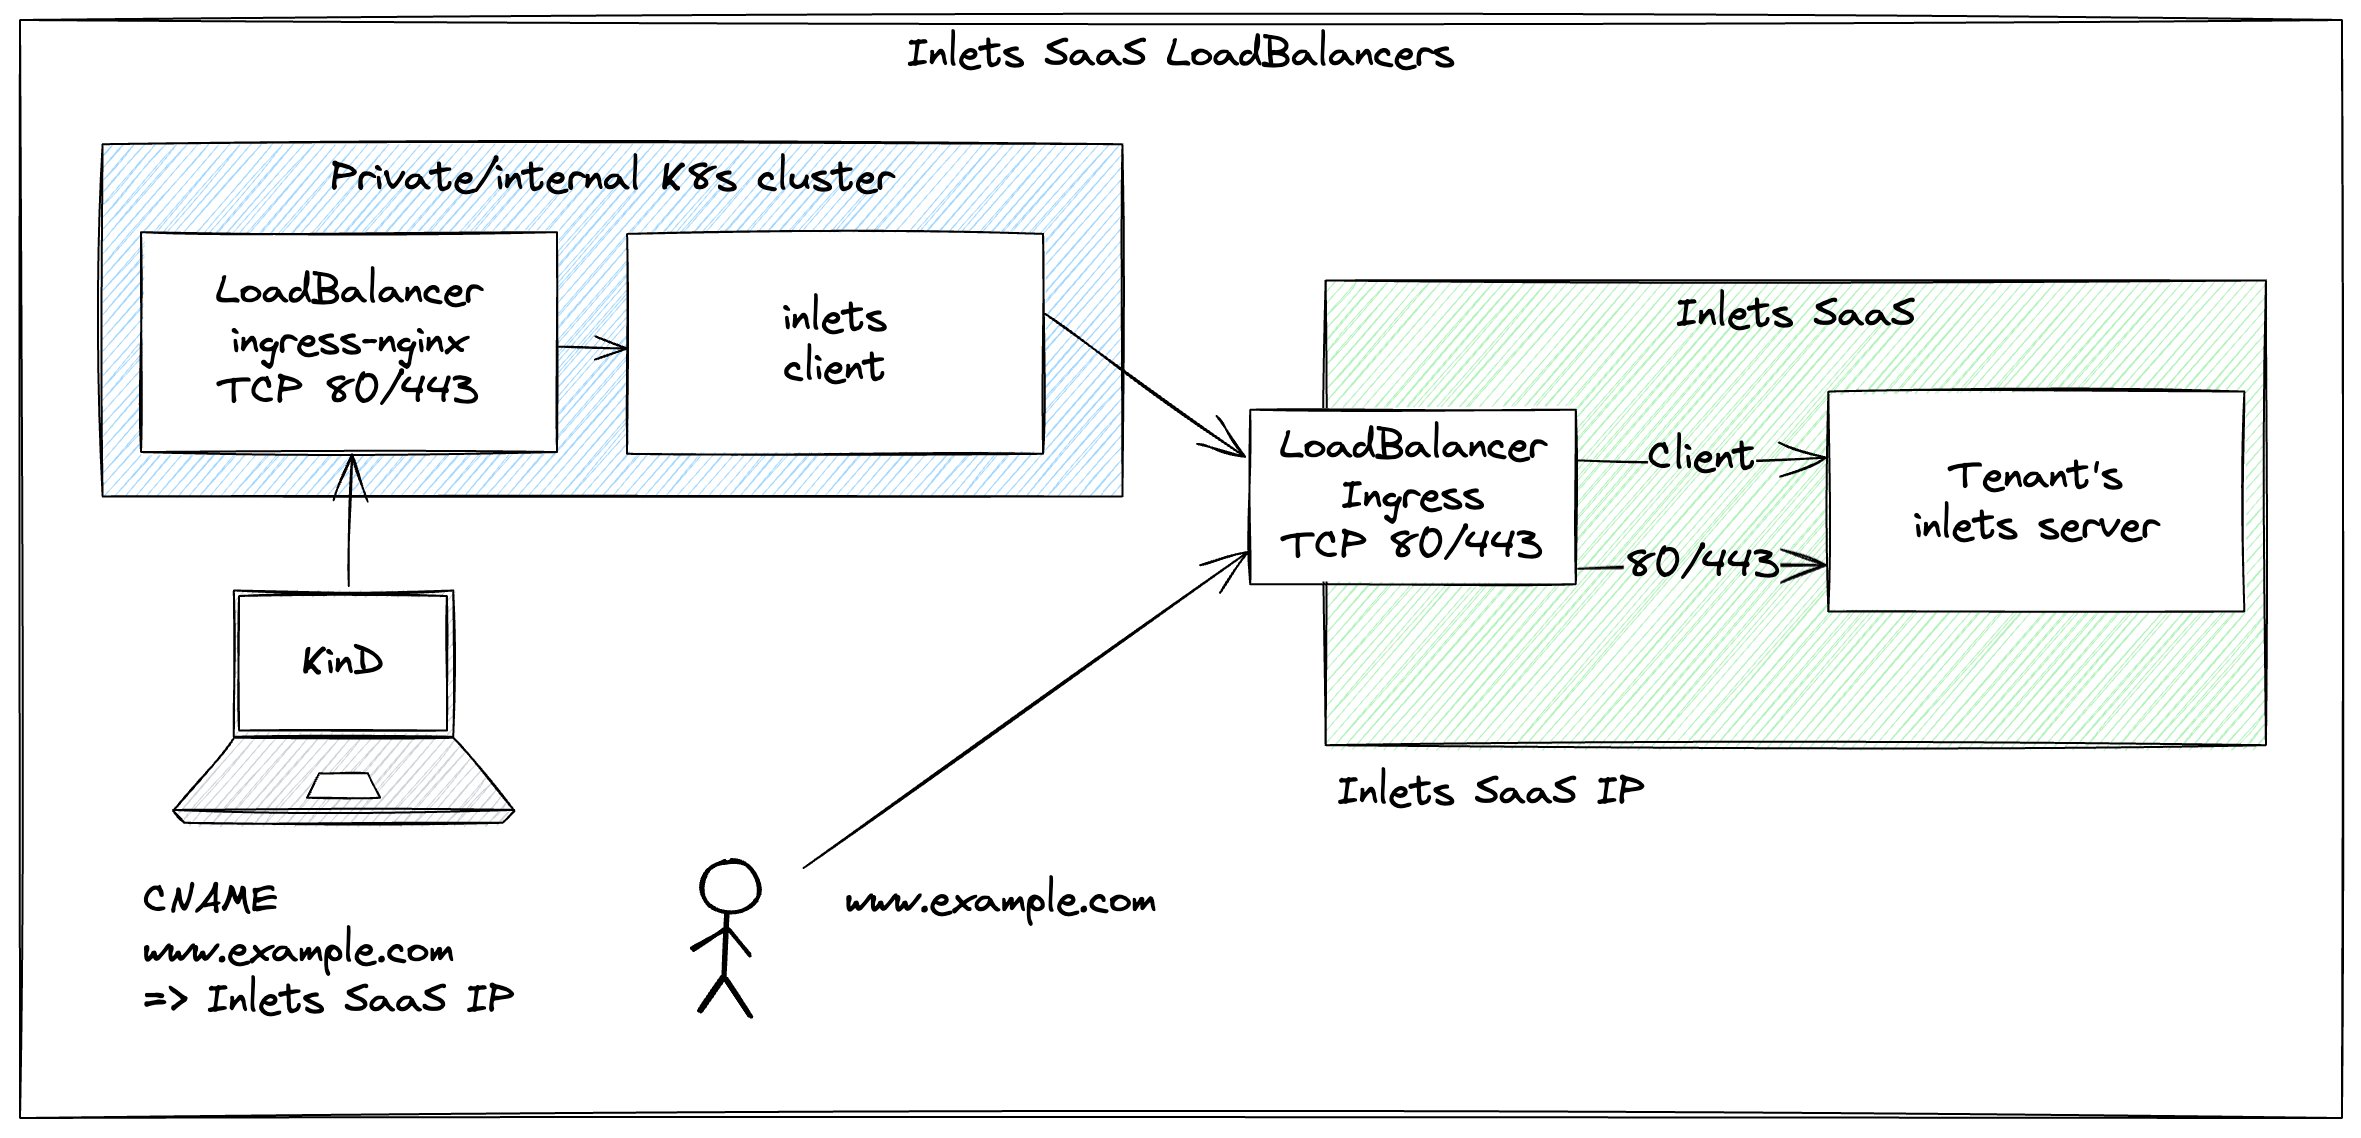 Inlets SaaS LoadBalancers
Private/internal K8s cluster
LoadBalancer
ingress-nginx
TCP 80/443
inlets
client
Inlets SaaS
LoadBalancer
Ingress
TCP 80/443
Client
80/443
Tenant's
inlets server
KinD
Inlets SaaS IP
CNAME
www.example.com
=> Inlets SaaS IP
www.example.com